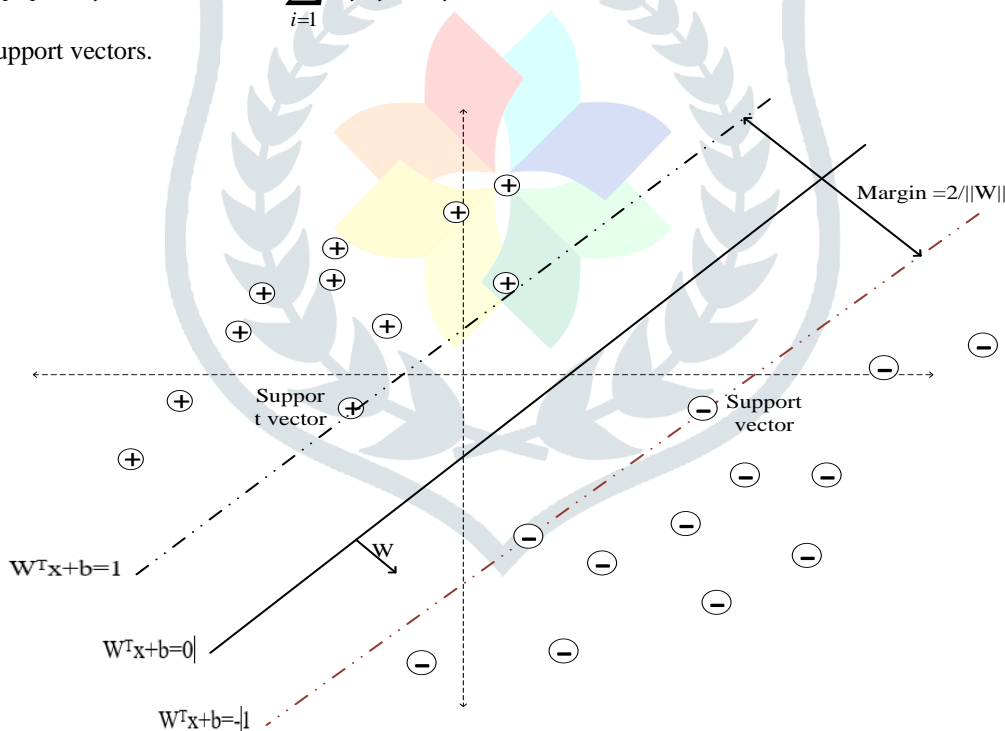 i=1
upport vectors.
Margin =2/||W||
Suppor
t vector
Support
vector
W
WᵀX+b=1
WᵀX+b=0
WᵀX+b=-1